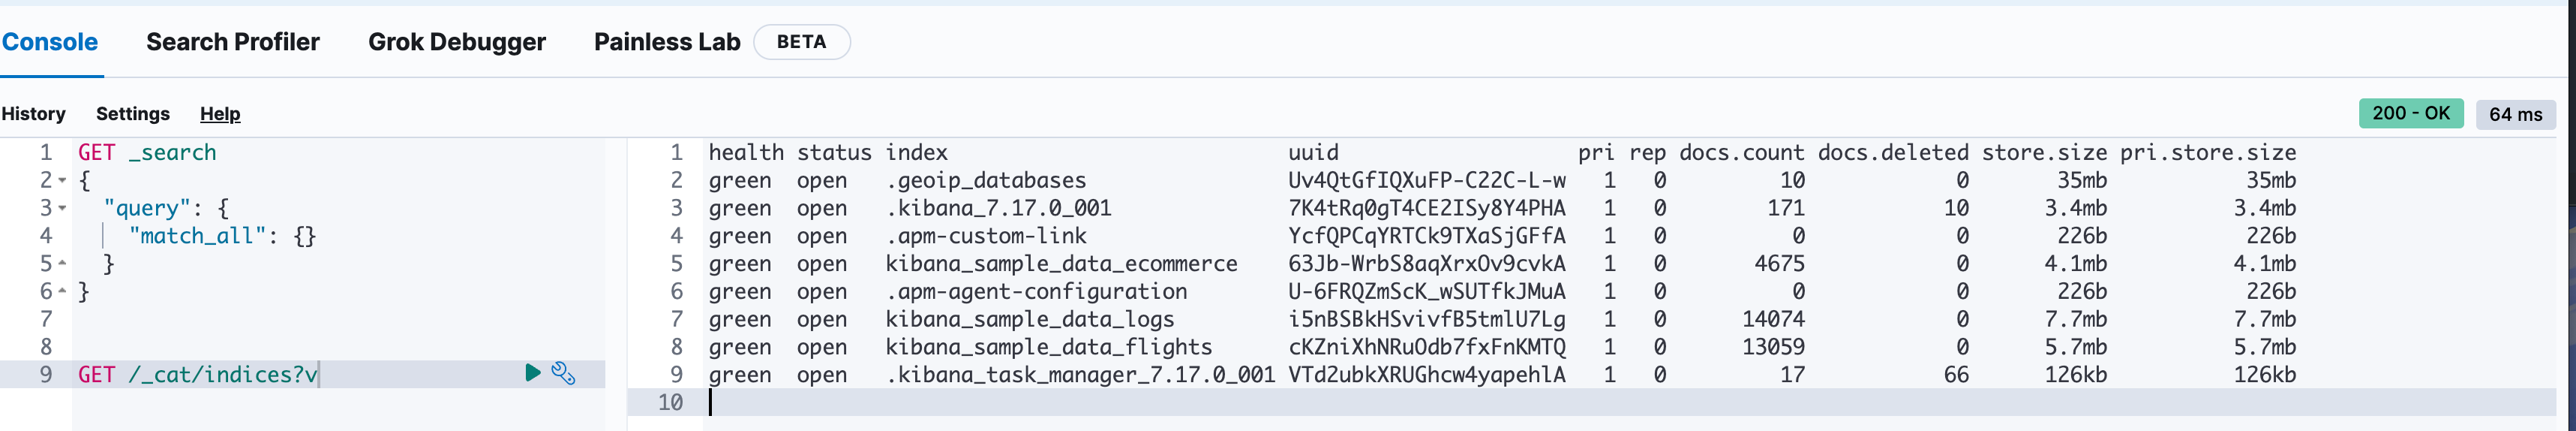 Console Search Profiler Grok Debugger Painless Lab BETA
History Settings Help 200 - OK 64 ms
1 GET _search
2 {
3 "query": {
4 "match_all": {}
5 }
6 }
7
8
9 GET /_cat/indices?v
1 health status index uuid pri rep docs.count docs.deleted store.size pri.store.size
2 green open .geoip_databases Uv4QtGfIQXuFP-C22C-L-w 1 0 10 0 35mb 35mb
3 green open .kibana_7.17.0_001 7K4tRq0gT4CE2ISy8Y4PHA 1 0 171 10 3.4mb 3.4mb
4 green open .apm-custom-link YcfQPCqYRTCk9TXaSjGFfA 1 0 0 0 226b 226b
5 green open kibana_sample_data_ecommerce 63Jb-WrbS8aqXrxOv9cvkA 1 0 4675 0 4.1mb 4.1mb
6 green open .apm-agent-configuration U-6FRQZmScK_wSUTfkJMuA 1 0 0 0 226b 226b
7 green open kibana_sample_data_logs i5nBSBkHSvivfB5tmlU7Lg 1 0 14074 0 7.7mb 7.7mb
8 green open kibana_sample_data_flights cKZniXhNRuOdb7fxFnKMTQ 1 0 13059 0 5.7mb 5.7mb
9 green open .kibana_task_manager_7.17.0_001 VTd2ubkXRUGhcw4yapehlA 1 0 17 66 126kb 126kb
10